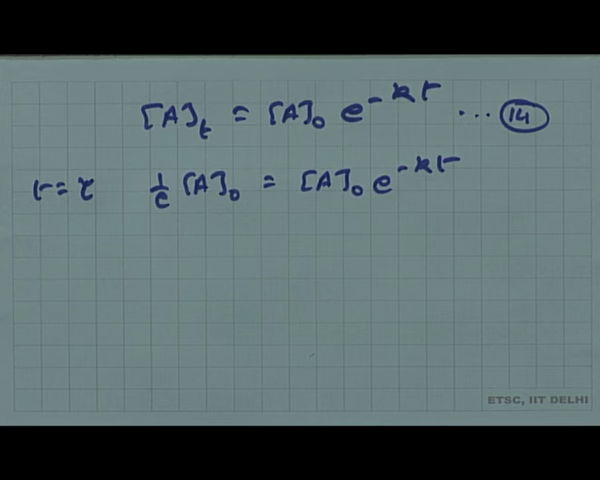 [A]t = [A]0 e^-kt ... (14)
t = τ 1/e [A]0 = [A]0 e^-kt
ETSC, IIT DELHI